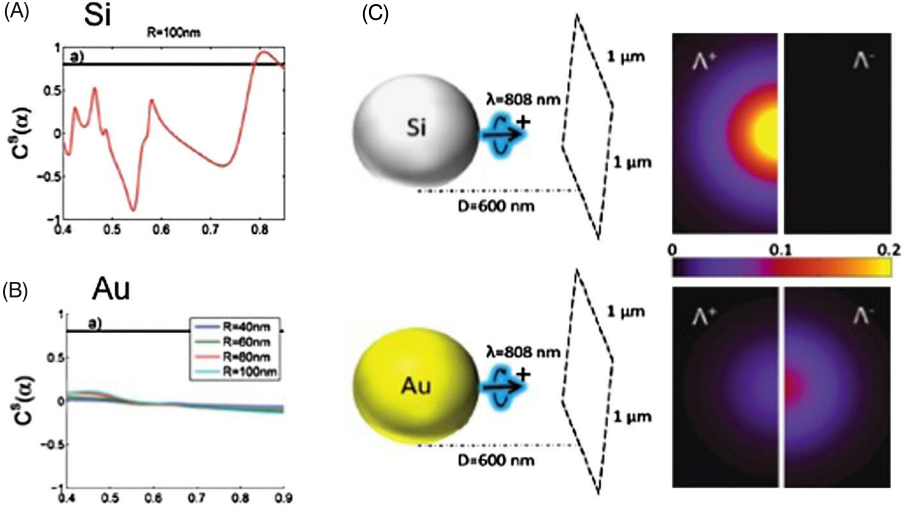 (A)
Si
R=100nm
a)
C^S(α)
1
0.5
0
−0.5
−1
0.4 0.5 0.6 0.7 0.8
(B)
Au
a)
R=40nm
R=60nm
R=80nm
R=100nm
C^S(α)
1
0.5
0
−0.5
−1
0.4 0.5 0.6 0.7 0.8 0.9
(C)
Si
λ=808 nm
+
1 μm
1 μm
D=600 nm
Λ+
Λ-
0 0.1 0.2
Au
λ=808 nm
+
1 μm
1 μm
D=600 nm
Λ+
Λ-